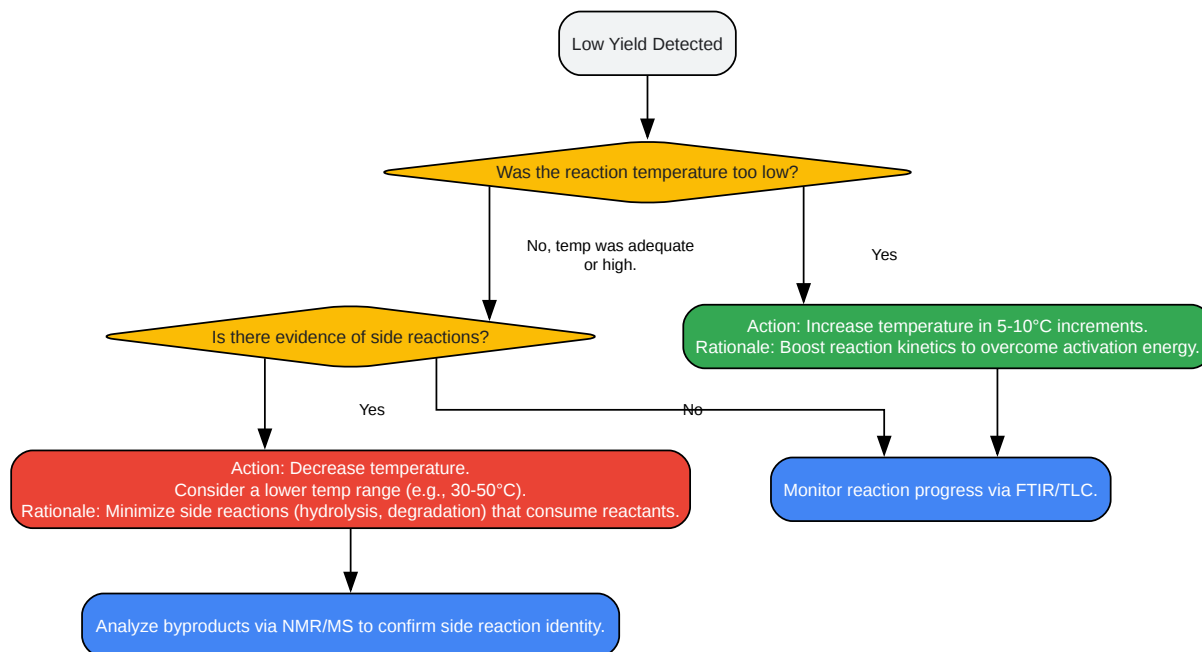 Low Yield Detected
Was the reaction temperature too low?
No, temp was adequate
or high.
Yes
Is there evidence of side reactions?
Action: Increase temperature in 5-10°C increments.
Rationale: Boost reaction kinetics to overcome activation energy.
Yes
No
Action: Decrease temperature.
Consider a lower temp range (e.g., 30-50°C).
Rationale: Minimize side reactions (hydrolysis, degradation) that consume reactants.
Monitor reaction progress via FTIR/TLC.
Analyze byproducts via NMR/MS to confirm side reaction identity.